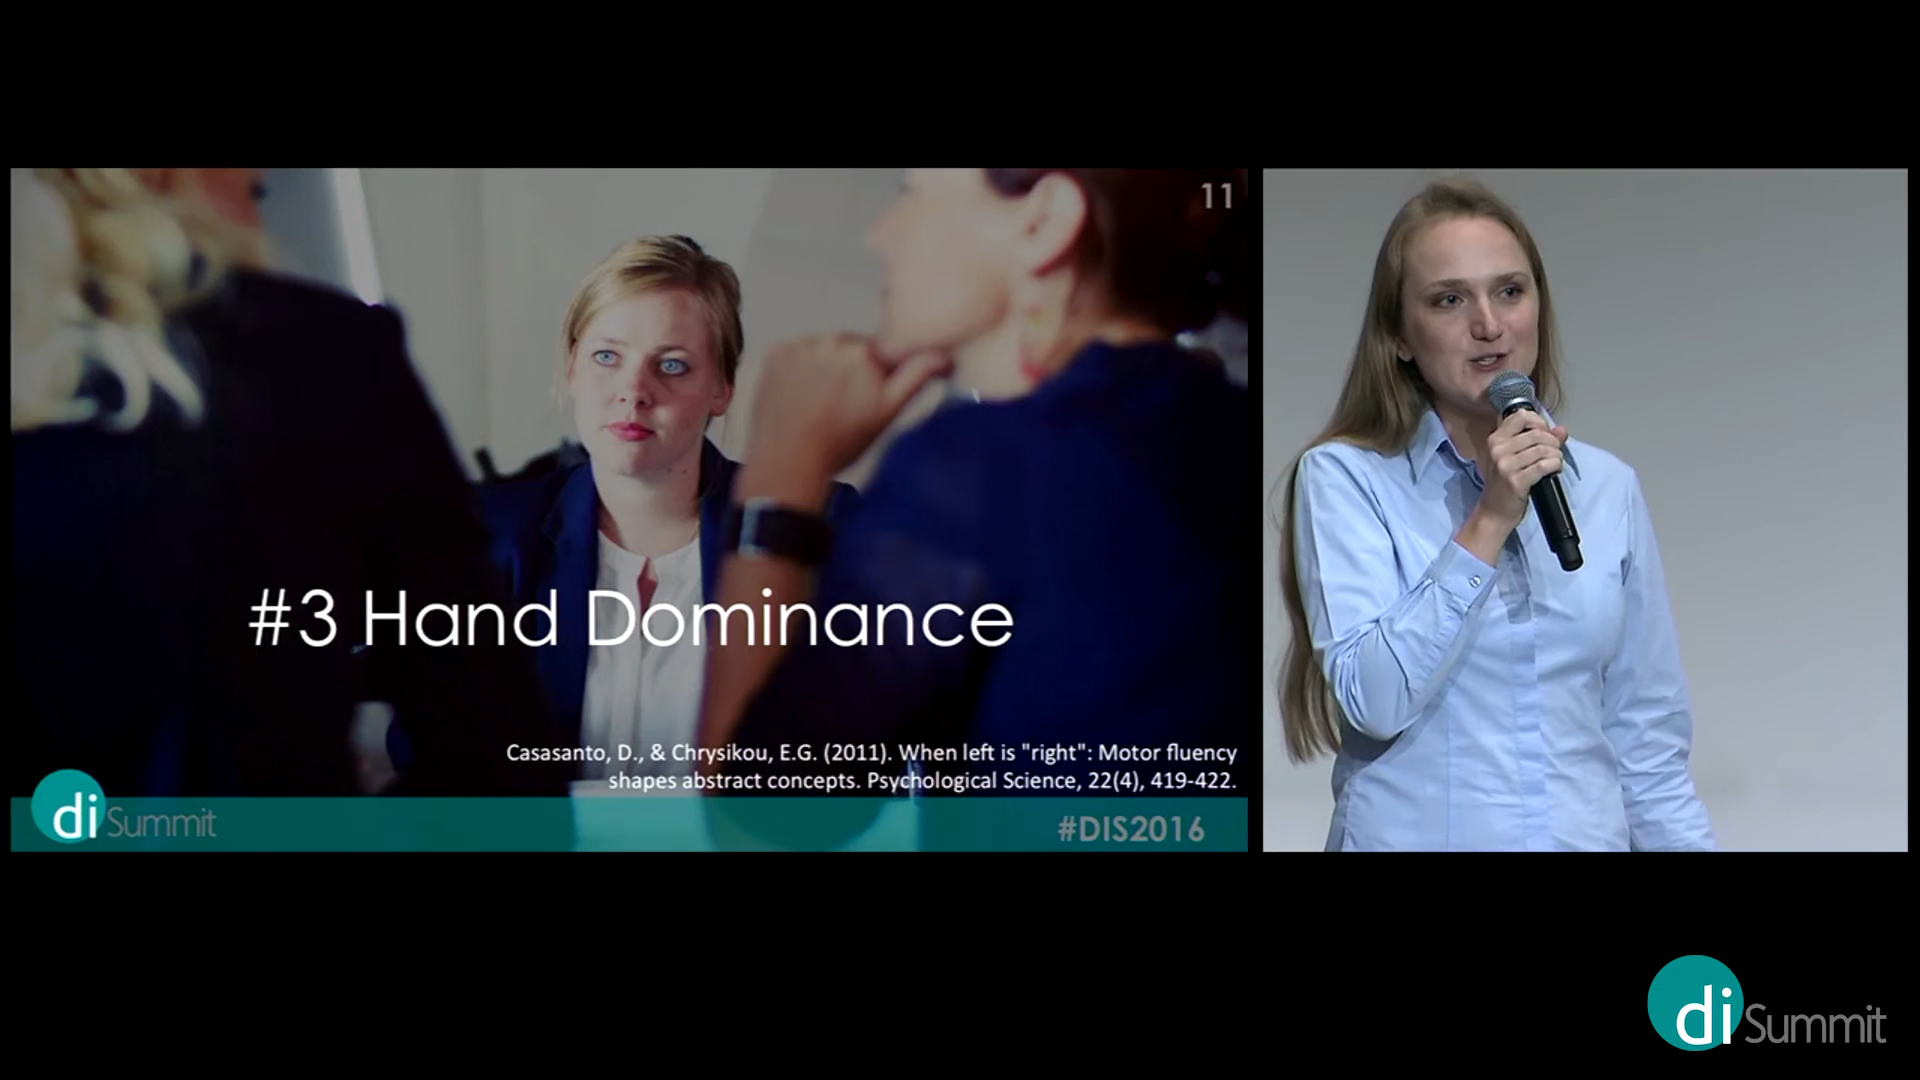 11
#3 Hand Dominance
Casasanto, D., & Chrysikou, E.G. (2011). When left is "right": Motor fluency
shapes abstract concepts. Psychological Science, 22(4), 419-422.
di Summit
#DIS2016
di Summit